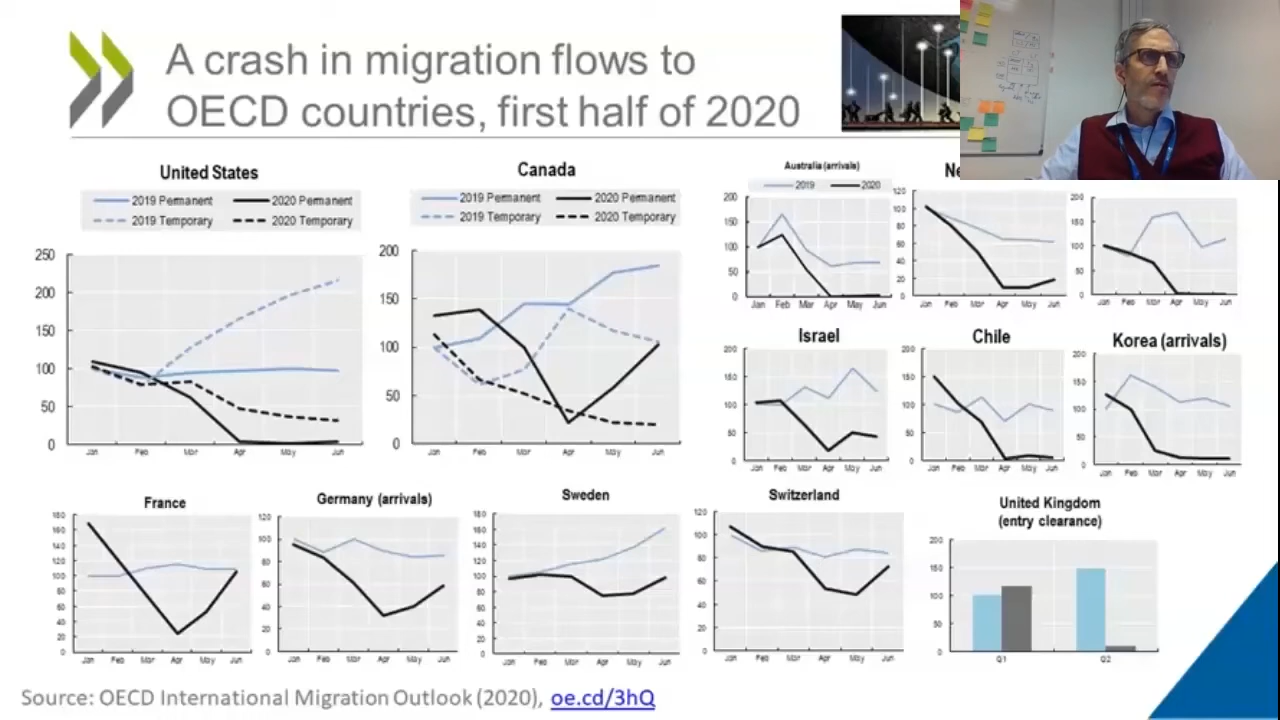 A crash in migration flows to
OECD countries, first half of 2020
United States
2019 Permanent 2020 Permanent
2019 Temporary 2020 Temporary
250
200
150
100
50
0
Jan Feb Mar Apr May Jun
Canada
2019 Permanent 2020 Permanent
2019 Temporary 2020 Temporary
200
150
100
50
0
Jan Feb Mar Apr May Jun
Australia (arrivals)
2019 2020
200
150
100
50
0
Jan Feb Mar Apr May Jun
Ne
120
100
80
60
40
20
0
Jan Feb Mar Apr May Jun
200
150
100
50
0
Jan Feb Mar Apr May Jun
Israel
200
150
100
50
0
Jan Feb Mar Apr May Jun
Chile
200
150
100
50
0
Jan Feb Mar Apr May Jun
Korea (arrivals)
200
150
100
50
0
Jan Feb Mar Apr May Jun
France
180
160
140
120
100
80
60
40
20
0
Jan Feb Mar Apr May Jun
Germany (arrivals)
120
100
80
60
40
20
0
Jan Feb Mar Apr May Jun
Sweden
180
160
140
120
100
80
60
40
20
0
Jan Feb Mar Apr May Jun
Switzerland
120
100
80
60
40
20
0
Jan Feb Mar Apr May Jun
United Kingdom
(entry clearance)
200
150
100
50
0
Q1 Q2
Source: OECD International Migration Outlook (2020), oe.cd/3hQ